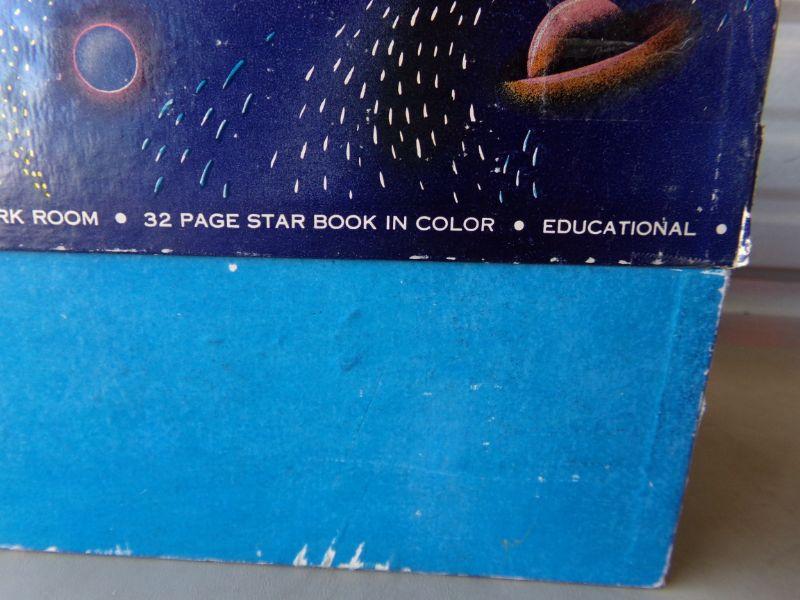 RK ROOM • 32 PAGE STAR BOOK IN COLOR • EDUCATIONAL •